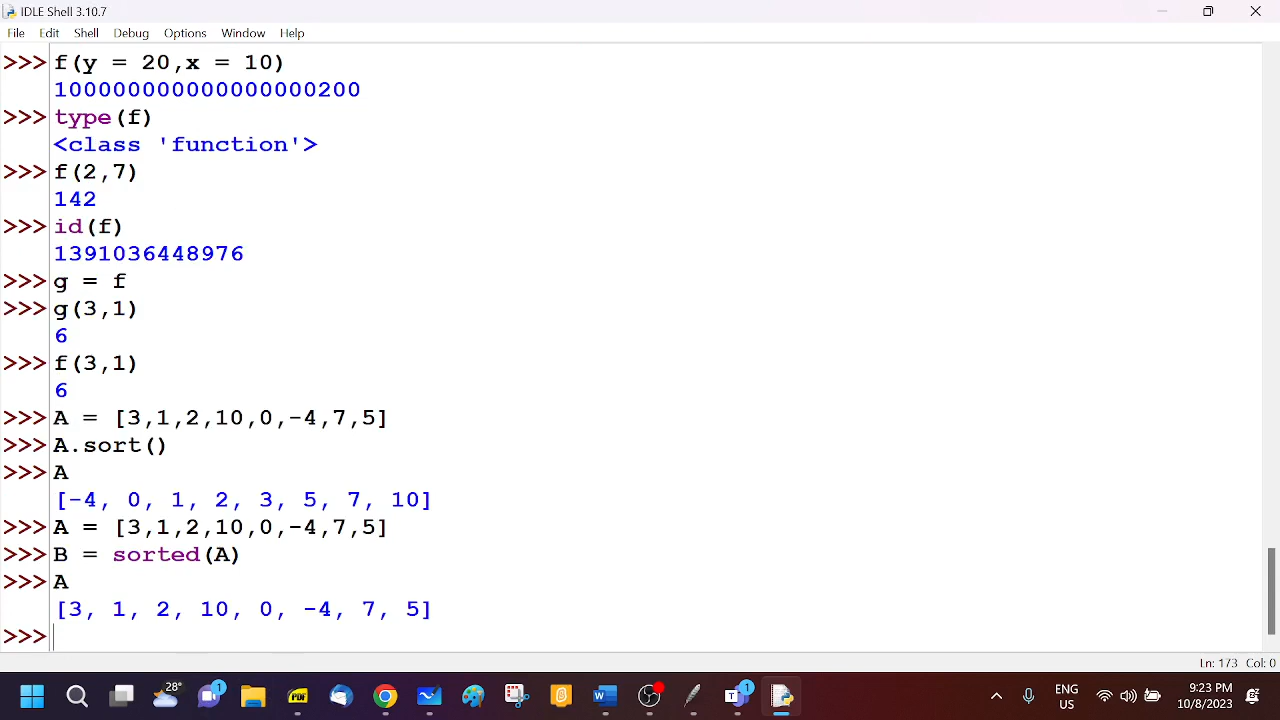 IDLE Shell 3.10.7
File Edit Shell Debug Options Window Help
>>> f(y = 20,x = 10)
100000000000000000200
>>> type(f)
<class 'function'>
>>> f(2,7)
142
>>> id(f)
1391036448976
>>> g = f
>>> g(3,1)
6
>>> f(3,1)
6
>>> A = [3,1,2,10,0,-4,7,5]
>>> A.sort()
>>> A
[-4, 0, 1, 2, 3, 5, 7, 10]
>>> A = [3,1,2,10,0,-4,7,5]
>>> B = sorted(A)
>>> A
[3, 1, 2, 10, 0, -4, 7, 5]
>>>
Ln: 173 Col: 0
28° 1 PDF W T 1 ENG US 9:23 PM 10/8/2023